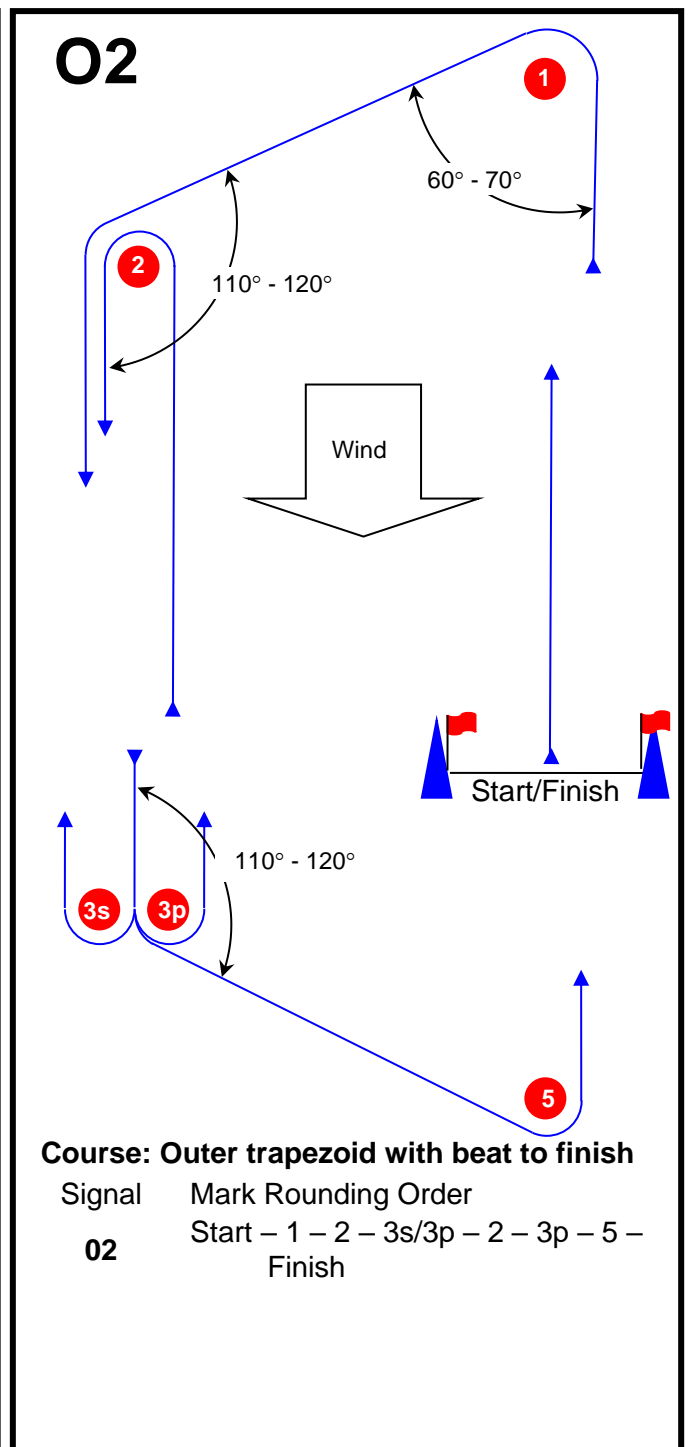 O2
1
60° - 70°
2
110° - 120°
Wind
Start/Finish
110° - 120°
3s
3p
5
Course: Outer trapezoid with beat to finish
Signal Mark Rounding Order
02 Start – 1 – 2 – 3s/3p – 2 – 3p – 5 –
Finish